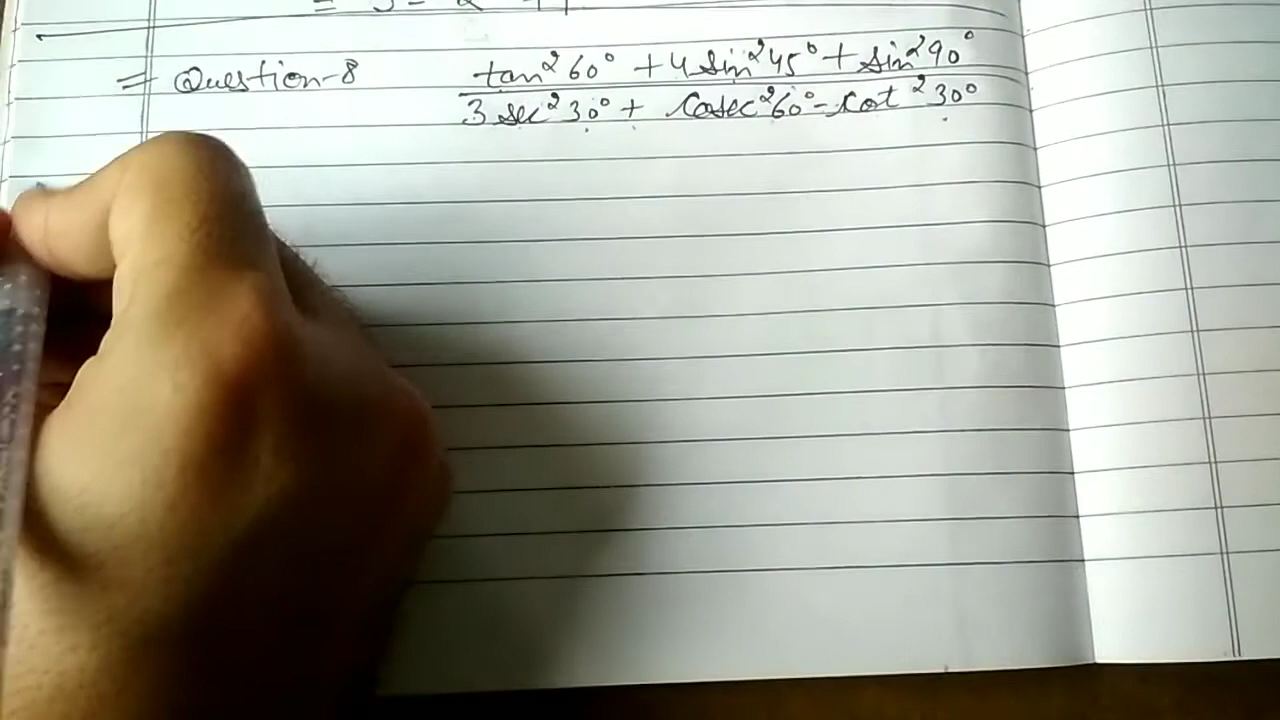 ⇒ Question-8 tan²60° + 4 sin²45° + sin²90°
3 sec²30° + cosec²60° - cot²30°